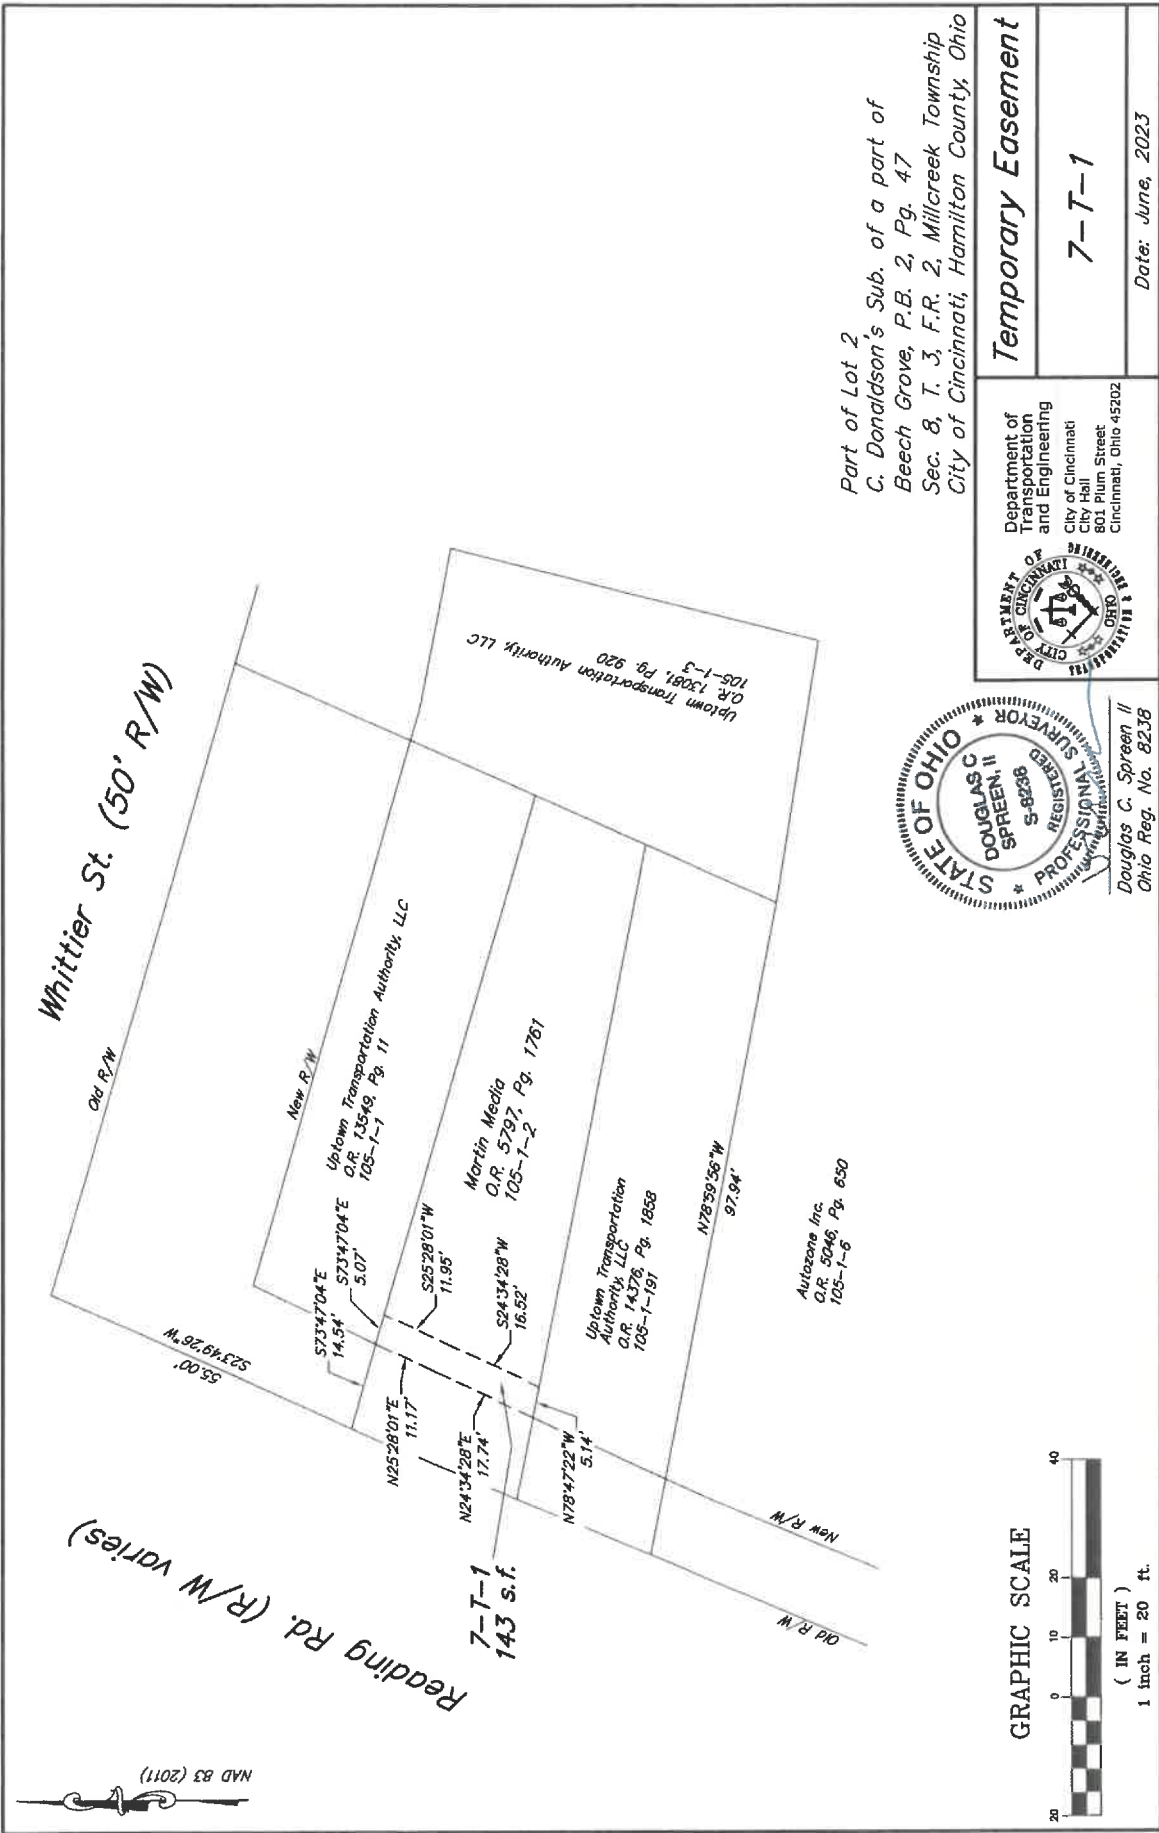 Whittier St. (50' R/W)
Old R/W
New R/W
Reading Rd. (R/W varies)
NAD 83 (2011)
S23°49'26"W
55.00'
S73°47'04"E
14.54'
S73°47'04"E
5.07'
Uptown Transportation Authority, LLC
O.R. 13549, Pg. 11
105-1-1
Uptown Transportation Authority, LLC
O.R. 13081, Pg. 920
105-1-3
N25°28'01"E
11.17'
S25°28'01"W
11.95'
Martin Media
O.R. 5797, Pg. 1761
105-1-2
N24°34'28"E
17.74'
S24°34'28"W
16.52'
7-T-1
143 s.f.
N78°47'22"W
5.14'
Uptown Transportation
Authority, LLC
O.R. 14376, Pg. 1858
105-1-191
N78°59'56"W
97.94'
New R/W
Old R/W
Autozone Inc.
O.R. 5046, Pg. 650
105-1-6
Part of Lot 2
C. Donaldson's Sub. of a part of
Beech Grove, P.B. 2, Pg. 47
Sec. 8, T. 3, F.R. 2, Millcreek Township
City of Cincinnati, Hamilton County, Ohio
GRAPHIC SCALE
20 0 10 20 40
( IN FEET )
1 inch = 20 ft.
STATE OF OHIO
DOUGLAS C
SPREEN, II
S-8238
REGISTERED
PROFESSIONAL SURVEYOR
Douglas C. Spreen II
Ohio Reg. No. 8238
DEPARTMENT OF
TRANSPORTATION & ENGINEERING
CITY OF CINCINNATI
OHIO
Department of
Transportation
and Engineering
City of Cincinnati
City Hall
801 Plum Street
Cincinnati, Ohio 45202
Temporary Easement
7-T-1
Date: June, 2023